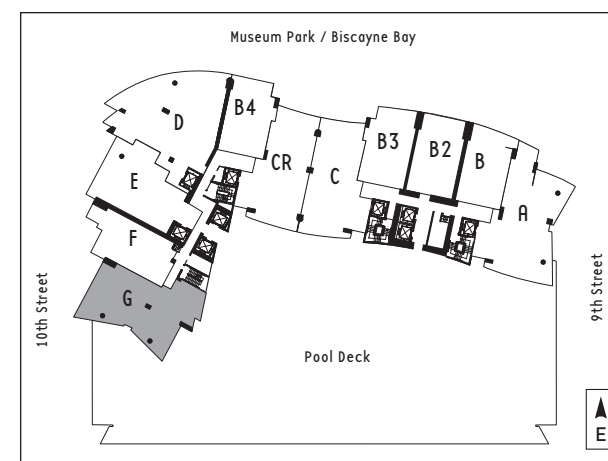 Museum Park / Biscayne Bay
B4
D
B3
B2
B
CR
C
E
A
F
G
10th Street
9th Street
Pool Deck
E